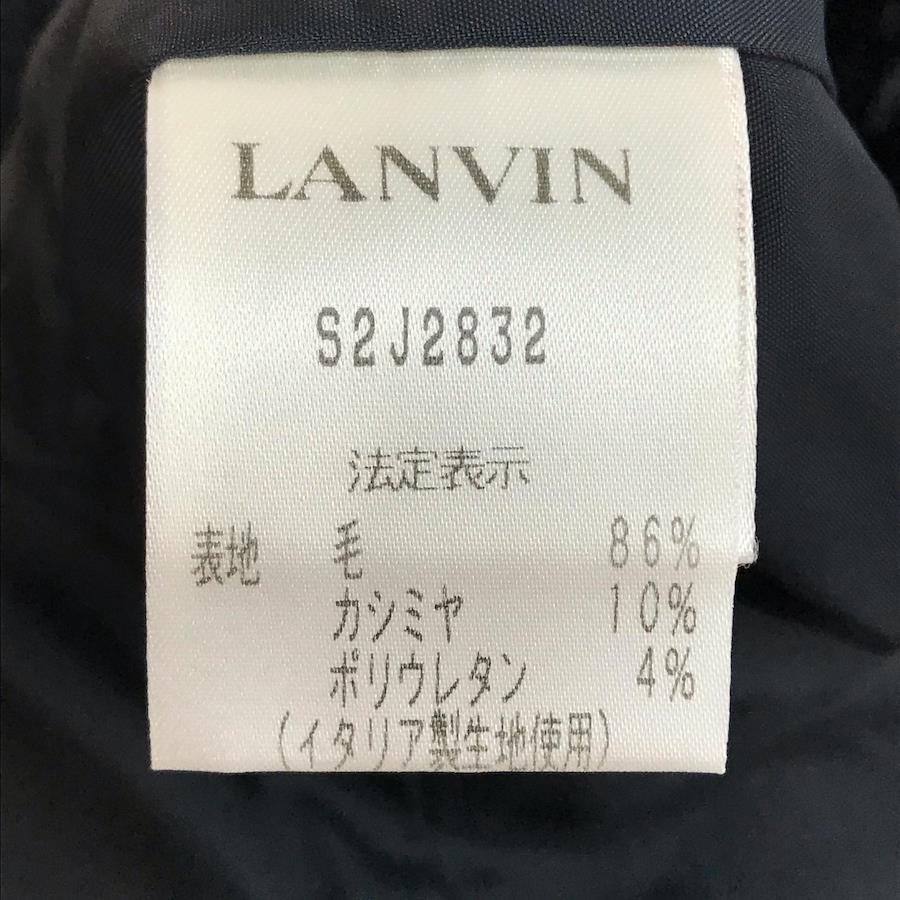 LANVIN
S2J2832
法定表示
表地 毛 86%
カシミヤ 10%
ポリウレタン 4%
(イタリア製生地使用)